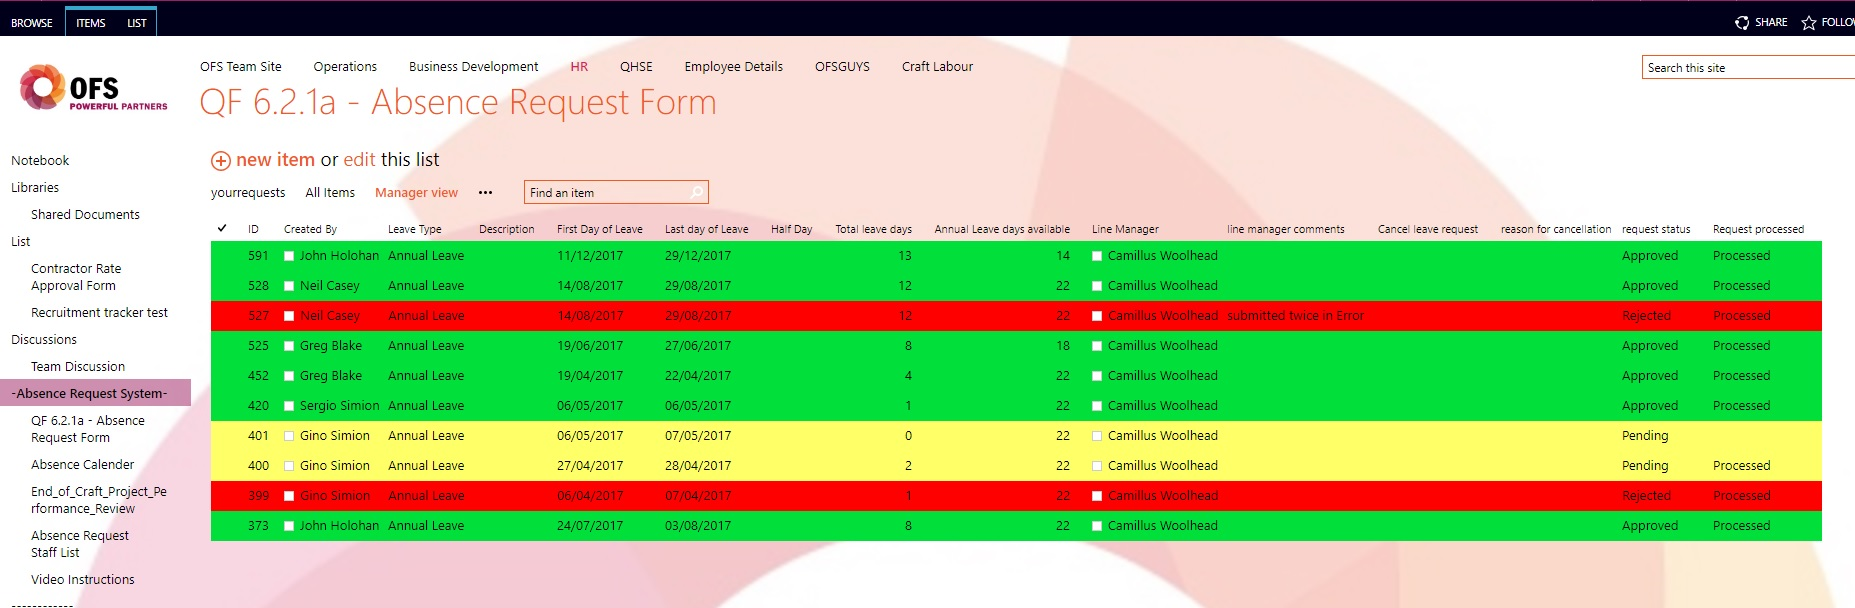 BROWSE ITEMS LIST SHARE FOLLOW
OFS
POWERFUL PARTNERS
OFS Team Site Operations Business Development HR QHSE Employee Details OFSGUYS Craft Labour
Search this site
QF 6.2.1a - Absence Request Form
Notebook
Libraries
Shared Documents
List
Contractor Rate
Approval Form
Recruitment tracker test
Discussions
Team Discussion
-Absence Request System-
QF 6.2.1a - Absence
Request Form
Absence Calender
End_of_Craft_Project_Pe
rformance_Review
Absence Request
Staff List
Video Instructions
------------
new item or edit this list
yourrequests All Items Manager view ••• Find an item
ID Created By Leave Type Description First Day of Leave Last day of Leave Half Day Total leave days Annual Leave days available Line Manager line manager comments Cancel leave request reason for cancellation request status Request processed
591 John Holohan Annual Leave 11/12/2017 29/12/2017 13 14 Camillus Woolhead Approved Processed
528 Neil Casey Annual Leave 14/08/2017 29/08/2017 12 22 Camillus Woolhead Approved Processed
527 Neil Casey Annual Leave 14/08/2017 29/08/2017 12 22 Camillus Woolhead submitted twice in Error Rejected Processed
525 Greg Blake Annual Leave 19/06/2017 27/06/2017 8 18 Camillus Woolhead Approved Processed
452 Greg Blake Annual Leave 19/04/2017 22/04/2017 4 22 Camillus Woolhead Approved Processed
420 Sergio Simion Annual Leave 06/05/2017 06/05/2017 1 22 Camillus Woolhead Approved Processed
401 Gino Simion Annual Leave 06/05/2017 07/05/2017 0 22 Camillus Woolhead Pending
400 Gino Simion Annual Leave 27/04/2017 28/04/2017 2 22 Camillus Woolhead Pending Processed
399 Gino Simion Annual Leave 06/04/2017 07/04/2017 1 22 Camillus Woolhead Rejected Processed
373 John Holohan Annual Leave 24/07/2017 03/08/2017 8 22 Camillus Woolhead Approved Processed